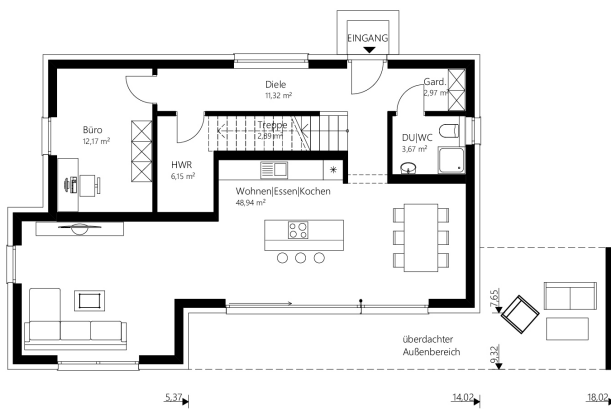 EINGANG
Diele
11,32 m²
Gard.
2,97 m²
Büro
12,17 m²
Treppe
2,89 m²
DU|WC
3,67 m²
HWR
6,15 m²
Wohnen|Essen|Kochen
48,94 m²
7,65
überdachter
Außenbereich
9,32
5,37
14,02
18,02